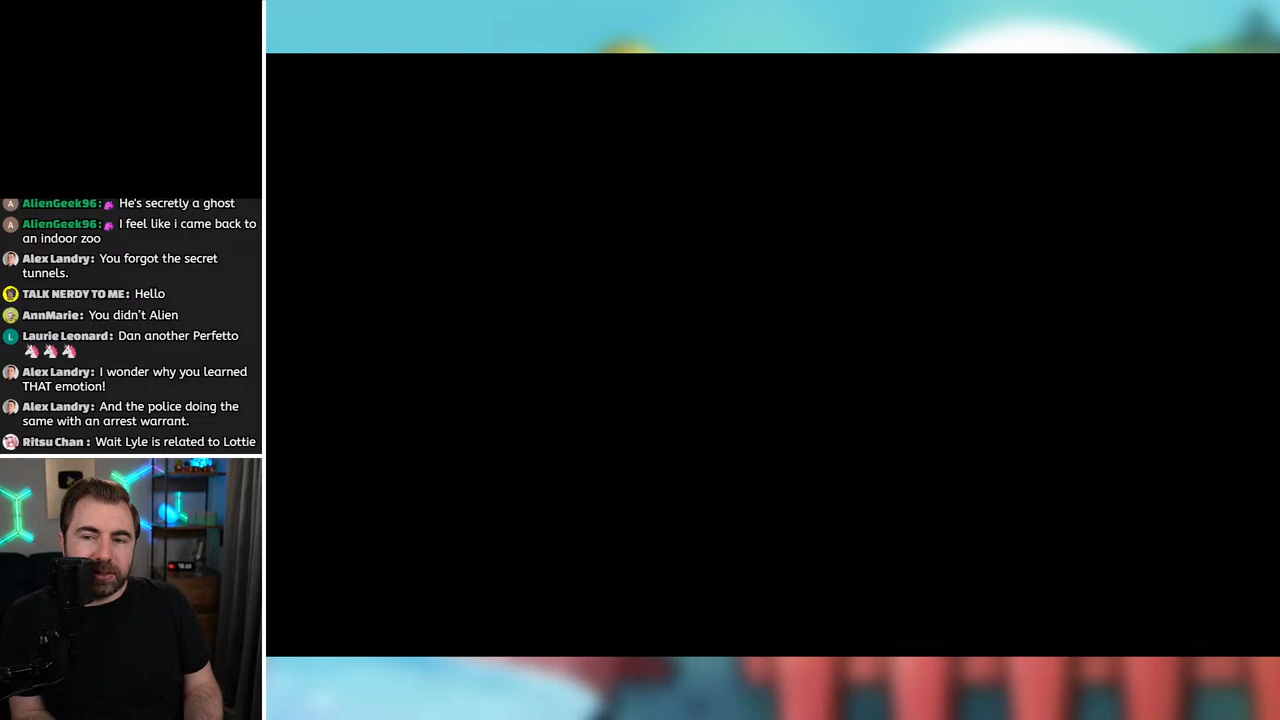 AlienGeek96: He's secretly a ghost
AlienGeek96: I feel like i came back to
an indoor zoo
Alex Landry: You forgot the secret
tunnels.
TALK NERDY TO ME: Hello
AnnMarie: You didn't Alien
Laurie Leonard: Dan another Perfetto
Alex Landry: I wonder why you learned
THAT emotion!
Alex Landry: And the police doing the
same with an arrest warrant.
Ritsu Chan : Wait Lyle is related to Lottie